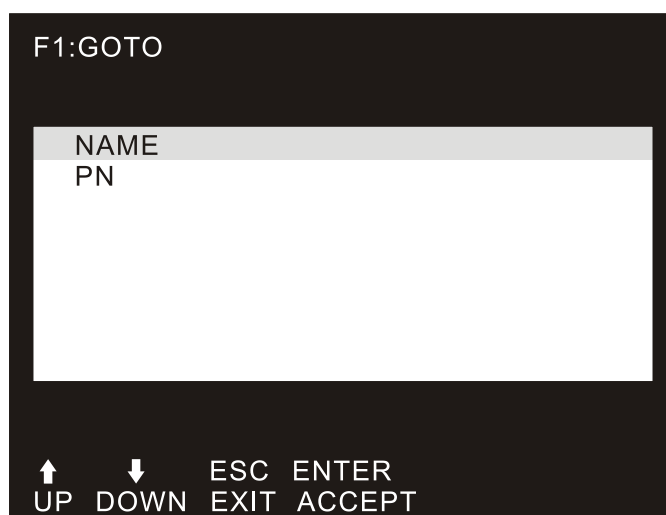 F1:GOTO
NAME
PN
⬆ ⬇ ESC ENTER
UP DOWN EXIT ACCEPT